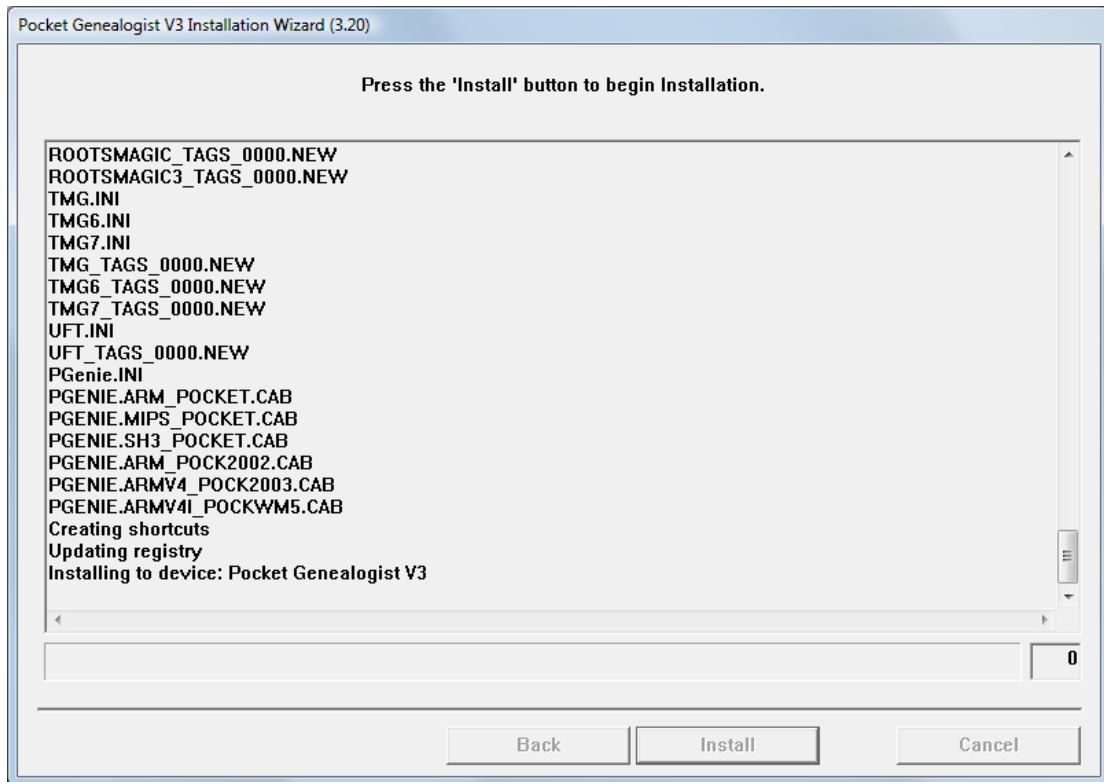 Pocket Genealogist V3 Installation Wizard (3.20)
Press the 'Install' button to begin Installation.
ROOTSMAGIC_TAGS_0000.NEW
ROOTSMAGIC3_TAGS_0000.NEW
TMG.INI
TMG6.INI
TMG7.INI
TMG_TAGS_0000.NEW
TMG6_TAGS_0000.NEW
TMG7_TAGS_0000.NEW
UFT.INI
UFT_TAGS_0000.NEW
PGenie.INI
PGENIE.ARM_POCKET.CAB
PGENIE.MIPS_POCKET.CAB
PGENIE.SH3_POCKET.CAB
PGENIE.ARM_POCK2002.CAB
PGENIE.ARMV4_POCK2003.CAB
PGENIE.ARMV4I_POCKWM5.CAB
Creating shortcuts
Updating registry
Installing to device: Pocket Genealogist V3
0
Back Install Cancel